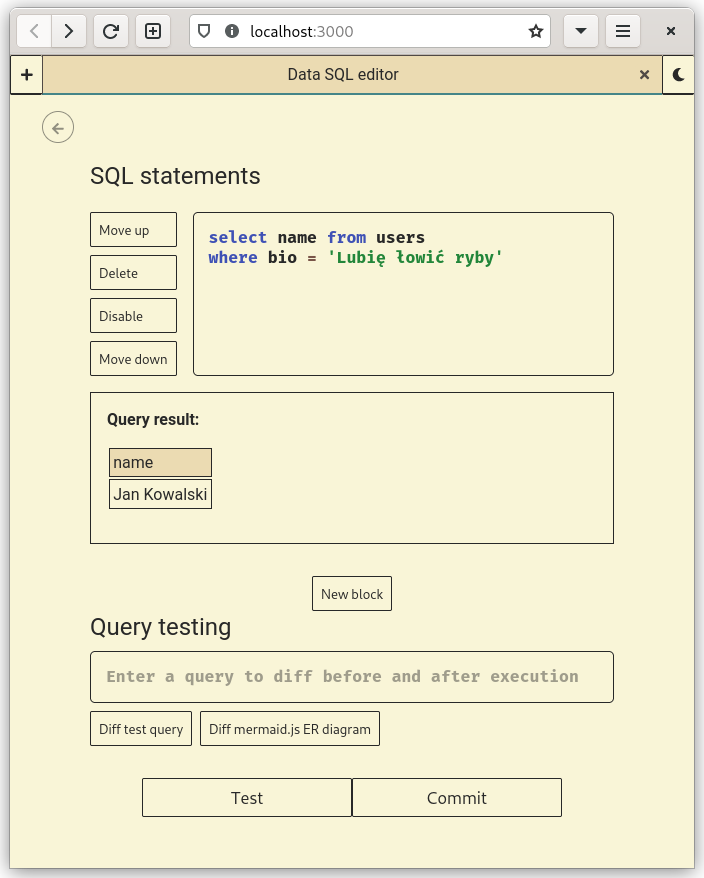 localhost:3000
+ Data SQL editor ×
SQL statements
Move up
Delete
Disable
Move down
select name from users
where bio = 'Lubię łowić ryby'
Query result:
name
Jan Kowalski
New block
Query testing
Enter a query to diff before and after execution
Diff test query Diff mermaid.js ER diagram
Test Commit